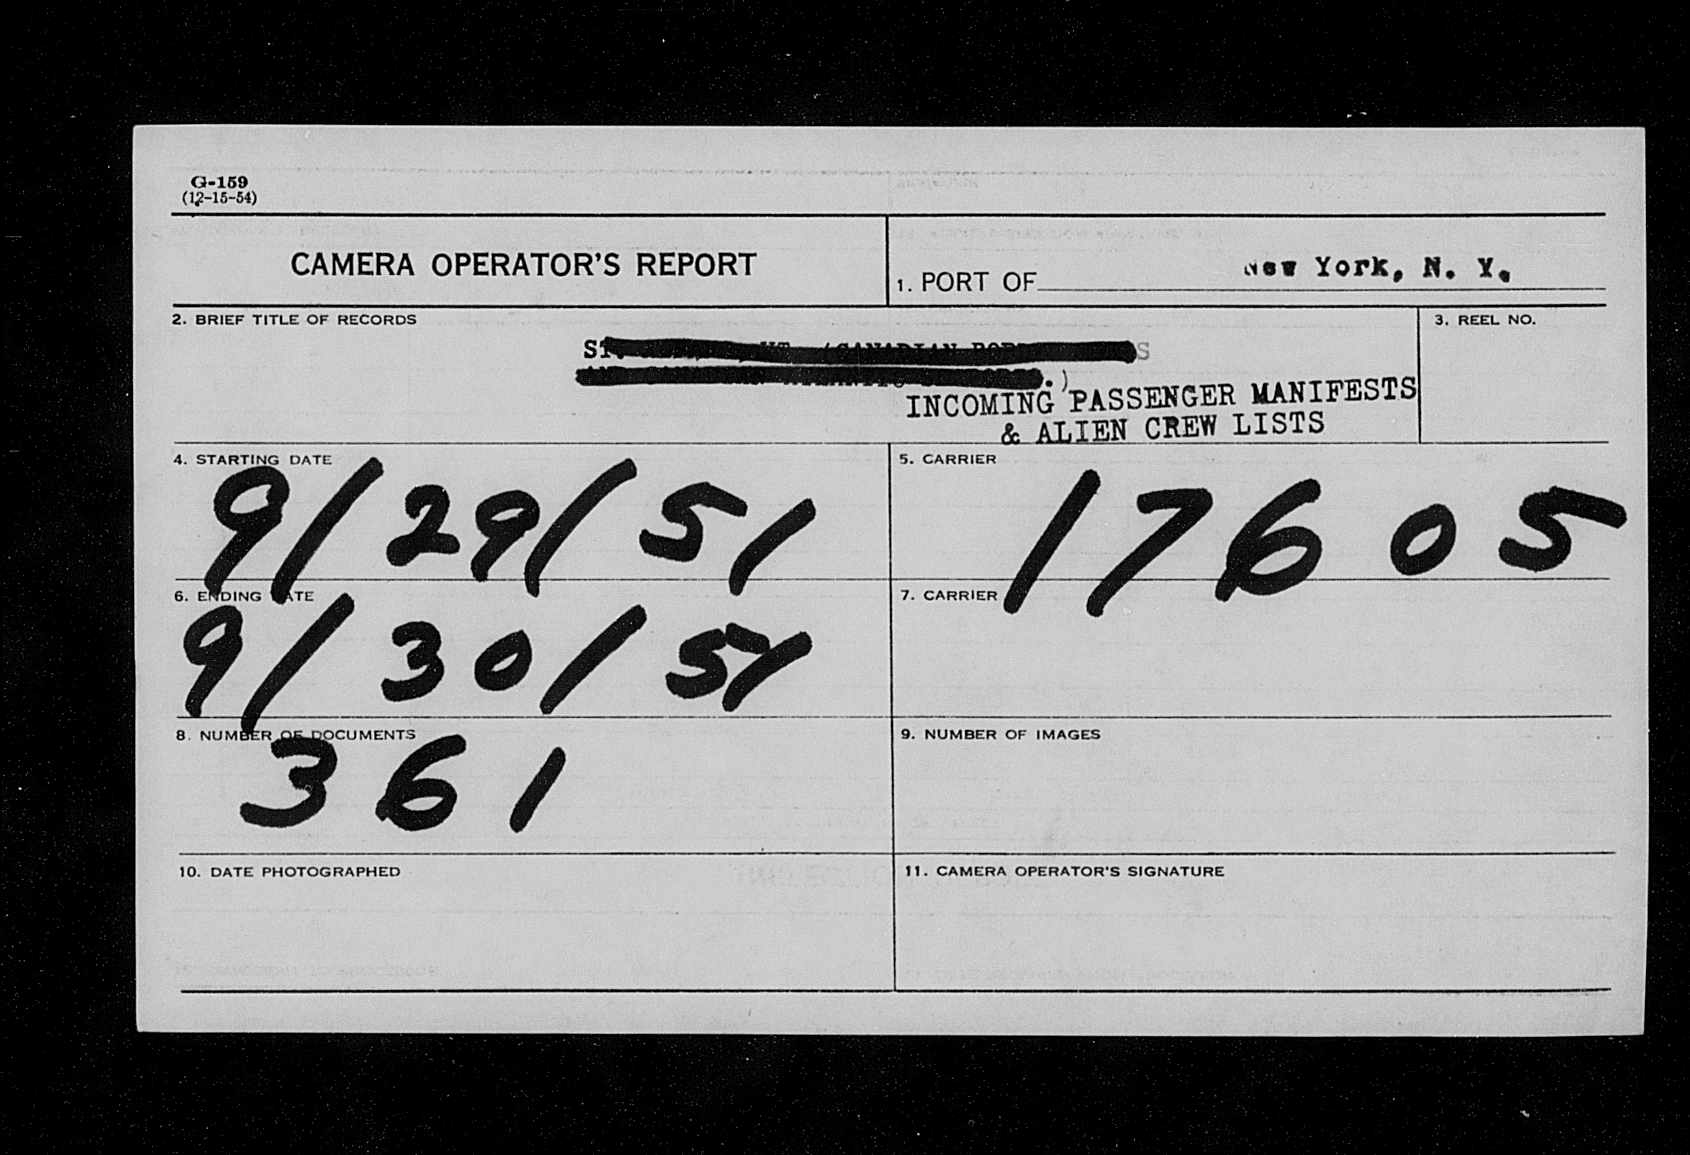 G-159
(12-15-54)
CAMERA OPERATOR'S REPORT
1. PORT OF New York, N. Y.
2. BRIEF TITLE OF RECORDS
3. REEL NO.
INCOMING PASSENGER MANIFESTS
& ALIEN CREW LISTS
4. STARTING DATE
9/29/51
5. CARRIER
17605
6. ENDING DATE
9/30/51
7. CARRIER
8. NUMBER OF DOCUMENTS
361
9. NUMBER OF IMAGES
10. DATE PHOTOGRAPHED
11. CAMERA OPERATOR'S SIGNATURE